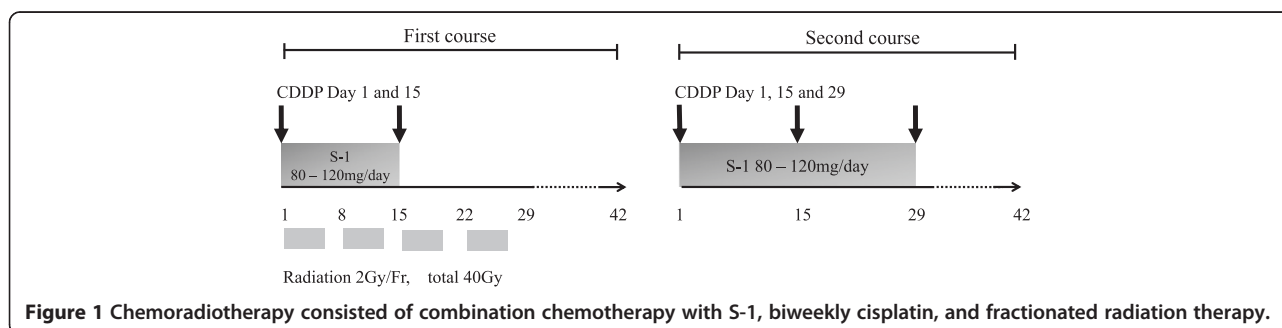 First course
Second course
CDDP Day 1 and 15
CDDP Day 1, 15 and 29
S-1
80 – 120mg/day
S-1 80 – 120mg/day
1 8 15 22 29 42
1 15 29 42
Radiation 2Gy/Fr, total 40Gy
Figure 1 Chemoradiotherapy consisted of combination chemotherapy with S-1, biweekly cisplatin, and fractionated radiation therapy.